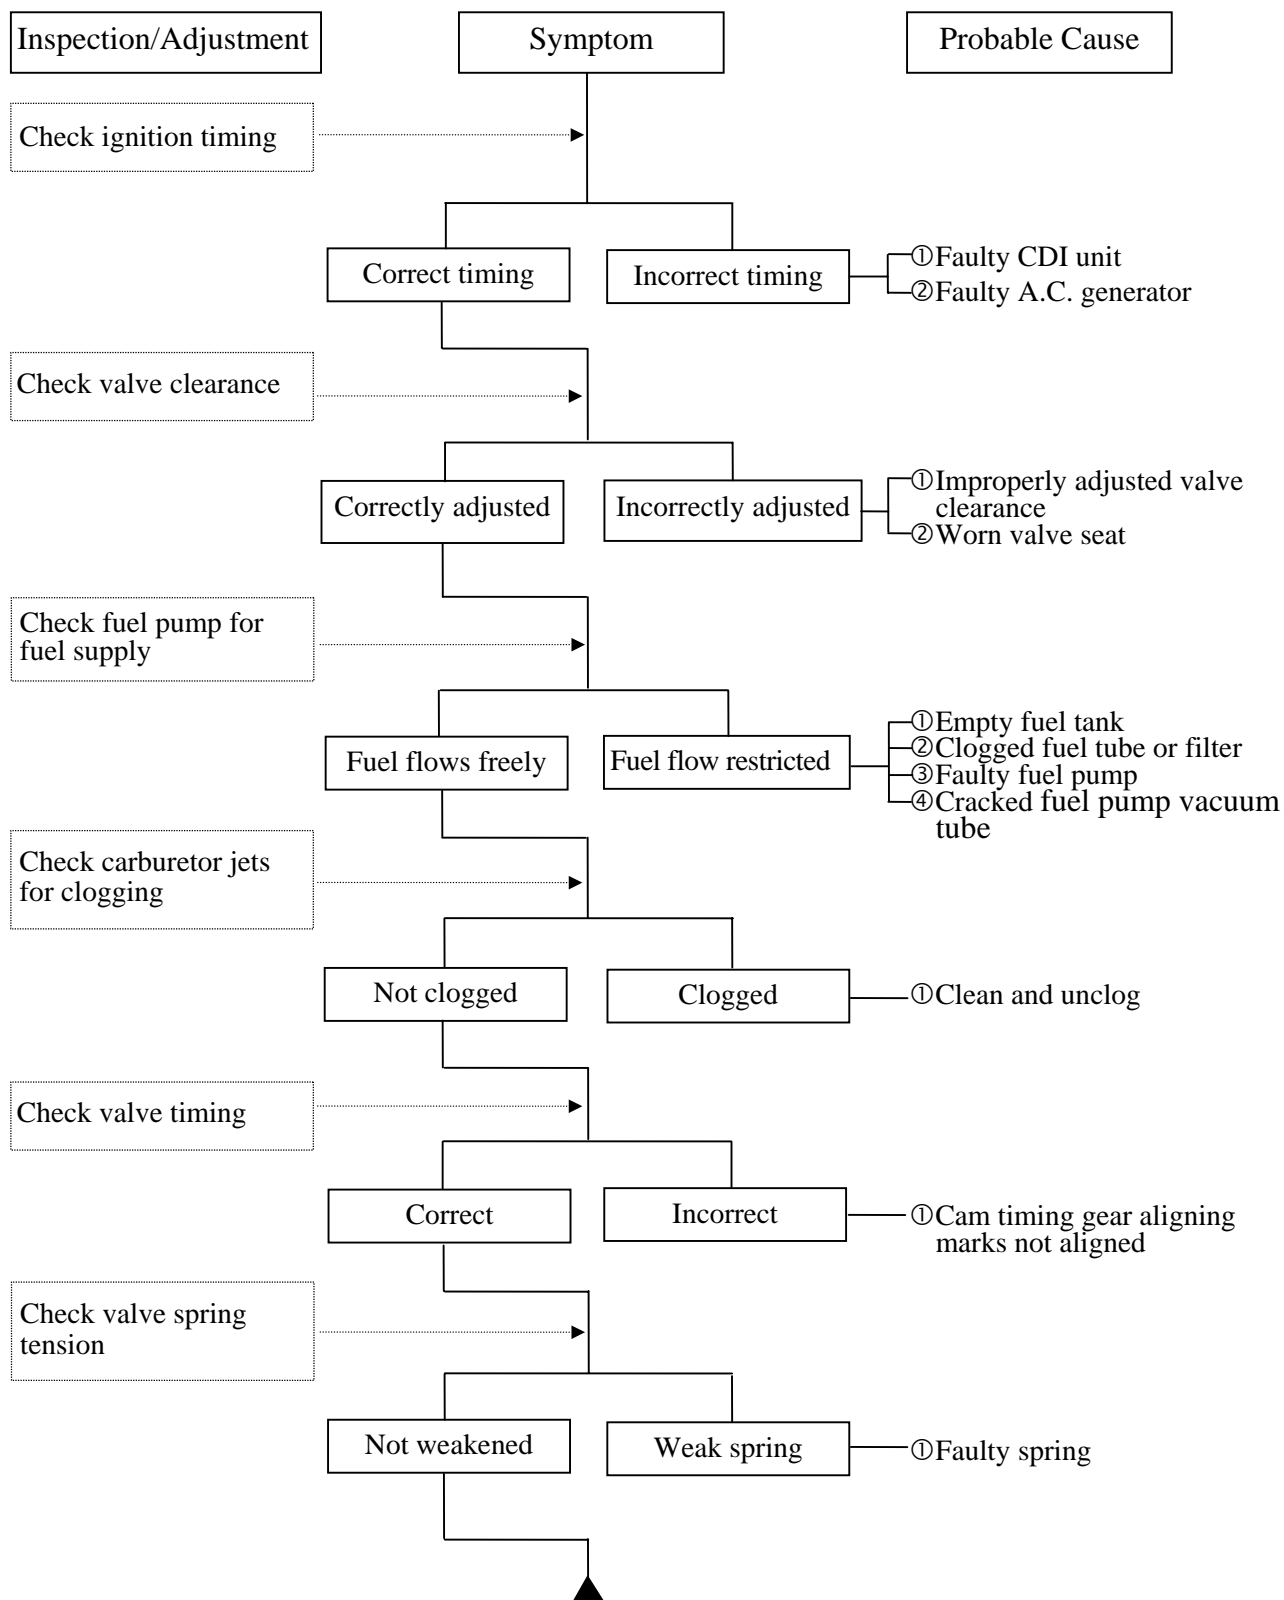 Inspection/Adjustment
Symptom
Probable Cause
Check ignition timing
Correct timing
Incorrect timing
①Faulty CDI unit
②Faulty A.C. generator
Check valve clearance
Correctly adjusted
Incorrectly adjusted
①Improperly adjusted valve
clearance
②Worn valve seat
Check fuel pump for
fuel supply
Fuel flows freely
Fuel flow restricted
①Empty fuel tank
②Clogged fuel tube or filter
③Faulty fuel pump
④Cracked fuel pump vacuum
tube
Check carburetor jets
for clogging
Not clogged
Clogged
①Clean and unclog
Check valve timing
Correct
Incorrect
①Cam timing gear aligning
marks not aligned
Check valve spring
tension
Not weakened
Weak spring
①Faulty spring